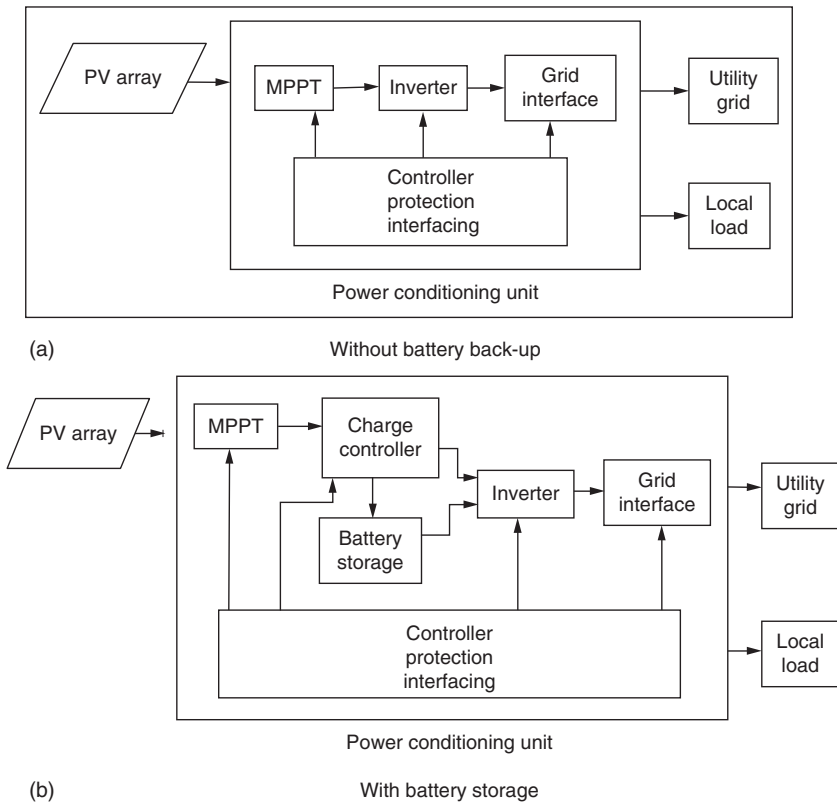 PV array
MPPT
Inverter
Grid
interface
Utility
grid
Controller
protection
interfacing
Local
load
Power conditioning unit
(a)
Without battery back-up
PV array
MPPT
Charge
controller
Inverter
Grid
interface
Utility
grid
Battery
storage
Controller
protection
interfacing
Local
load
Power conditioning unit
(b)
With battery storage